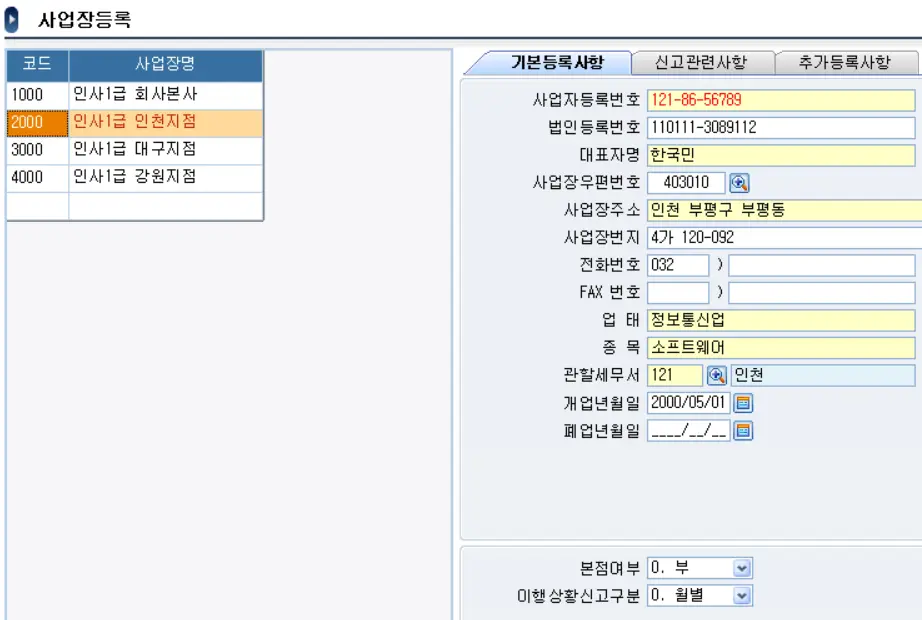 사업장등록
코드 사업장명
1000 인사1급 회사본사
2000 인사1급 인천지점
3000 인사1급 대구지점
4000 인사1급 강원지점
기본등록사항 신고관련사항 추가등록사항
사업자등록번호 121-86-56789
법인등록번호 110111-3089112
대표자명 한국민
사업장우편번호 403010
사업장주소 인천 부평구 부평동
사업장번지 4가 120-092
전화번호 032 )
FAX 번호 )
업 태 정보통신업
종 목 소프트웨어
관할세무서 121 인천
개업년월일 2000/05/01
폐업년월일 ____/__/__
본점여부 0. 부
이행상황신고구분 0. 월별